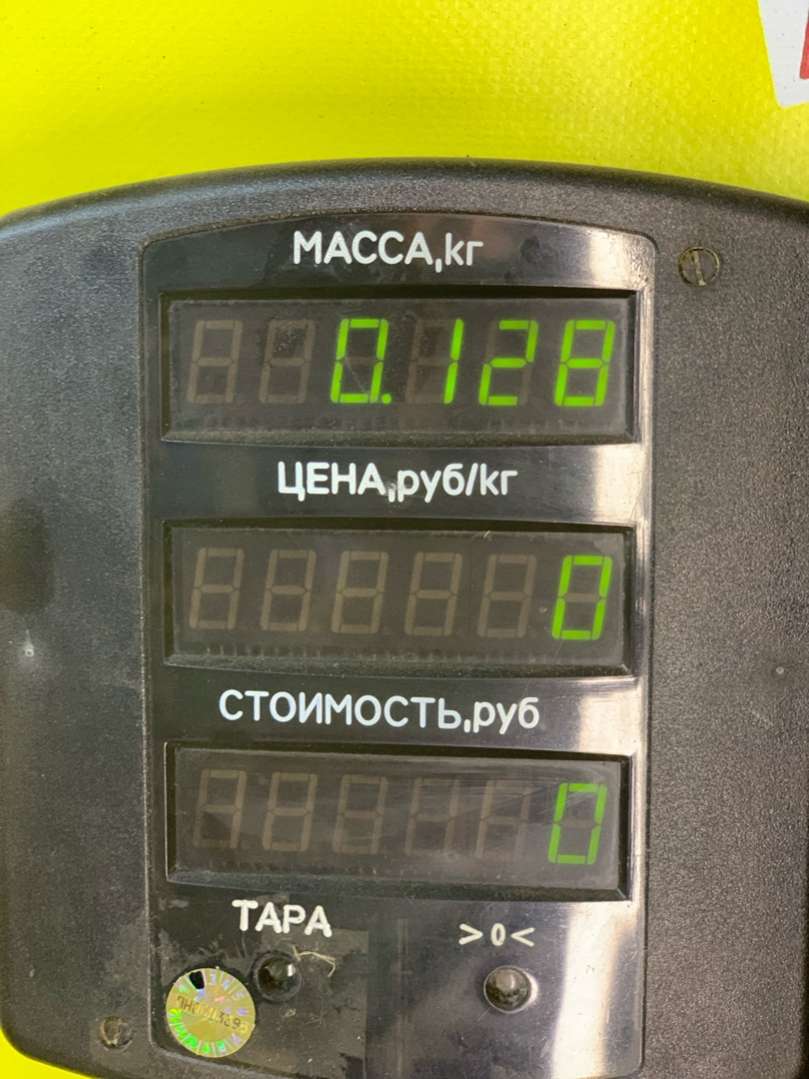 МАССА,кг
0.128
ЦЕНА,руб/кг
0
СТОИМОСТЬ,руб
0
ТАРА >0<